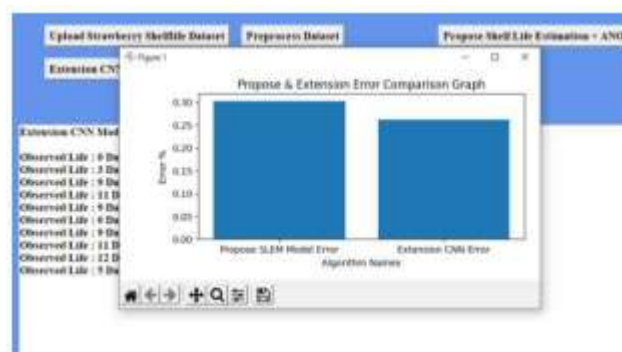 Upload Strawberry Shelflife Dataset
Preprocess Dataset
Propose Shelf Life Estimation + ANO
Extension CN
Figure 1
Propose & Extension Error Comparison Graph
0.30
0.25
0.20
0.15
0.10
0.05
0.00
Error %
Propose SLEM Model Error
Extension CNN Error
Algorithm Names
Extension CNN Mod
Observed Life : 6 Da
Observed Life : 3 Da
Observed Life : 9 Da
Observed Life : 11 D
Observed Life : 9 Da
Observed Life : 6 Da
Observed Life : 9 Da
Observed Life : 11 D
Observed Life : 12 D
Observed Life : 5 Da